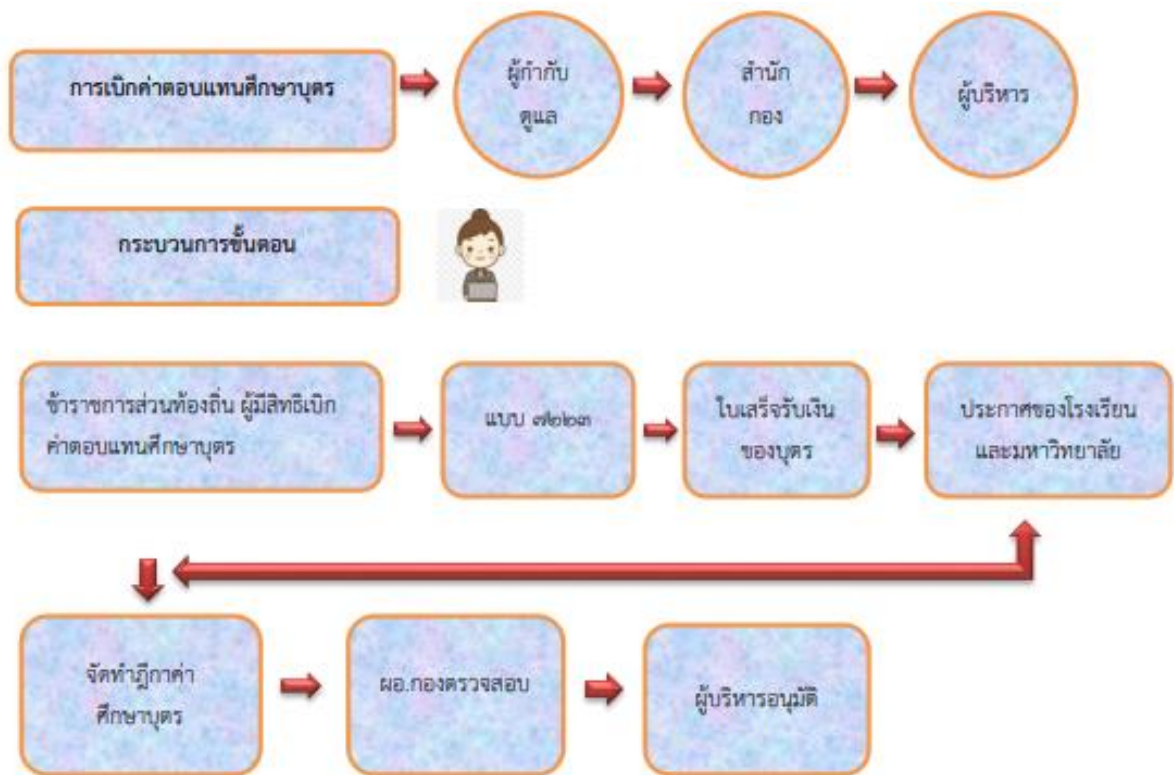 การเบิกค่าตอบแทนศึกษาบุตร
ผู้กำกับ
ดูแล
สำนัก
กอง
ผู้บริหาร
กระบวนการขั้นตอน
ข้าราชการส่วนท้องถิ่น ผู้มีสิทธิเบิก
ค่าตอบแทนศึกษาบุตร
แบบ ๗๒๒๓
ใบเสร็จรับเงิน
ของบุตร
ประกาศของโรงเรียน
และมหาวิทยาลัย
จัดทำฎีกาค่า
ศึกษาบุตร
ผอ.กองตรวจสอบ
ผู้บริหารอนุมัติ